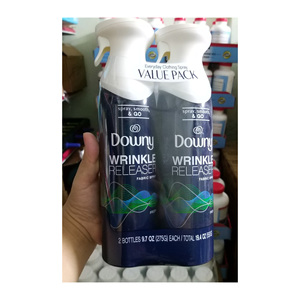 Everyday Clothing Spray
VALUE PACK
spray, smooth
& GO
spray, smooth
& GO
Downy
Downy
WRINKLE
RELEASER
WRINKLE
RELEASER
FABRIC
2 BOTTLES 9.7 OZ (275G) EACH / TOTAL 19.4 OZ